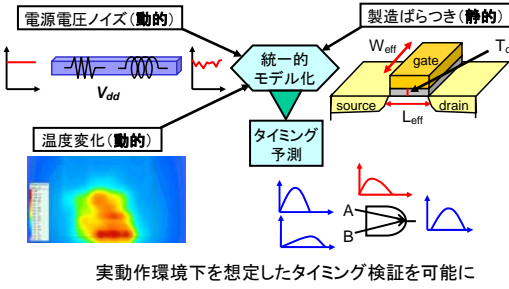 電源電圧ノイズ(動的)
製造ばらつき(静的)
統一的
モデル化
Vdd
Weff
gate
source
drain
Leff
温度変化(動的)
タイミング
予測
A
B
実動作環境下を想定したタイミング検証を可能に